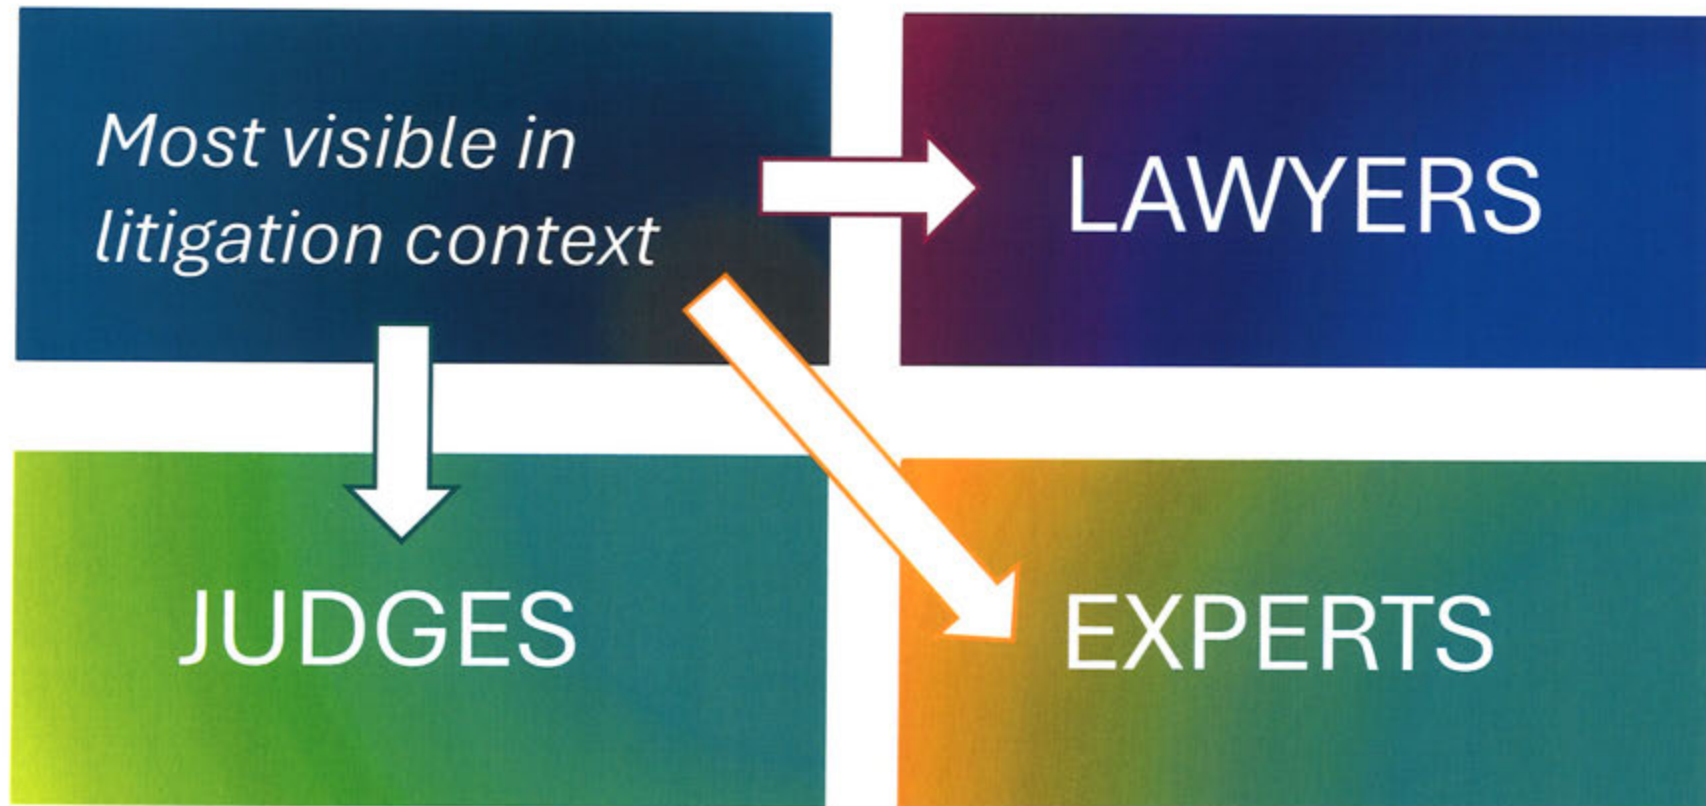 Most visible in
litigation context
LAWYERS
JUDGES
EXPERTS